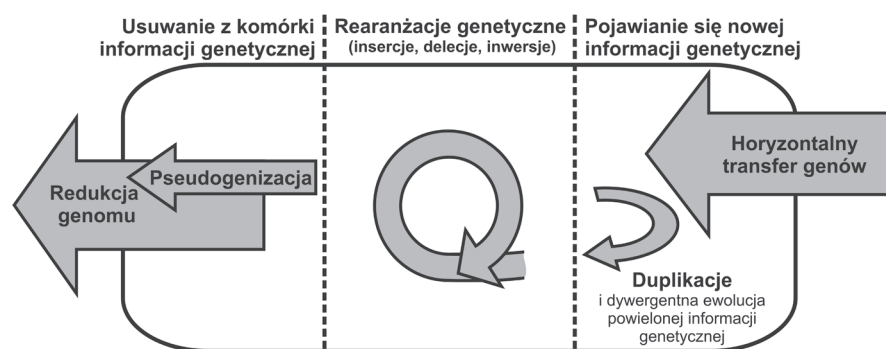 Usuwanie z komórki
informacji genetycznej
Rearanżacje genetyczne
(insercje, delecje, inwersje)
Pojawianie się nowej
informacji genetycznej
Redukcja
genomu
Pseudogenizacja
Horyzontalny
transfer genów
Duplikacje
i dywergentna ewolucja
powielonej informacji
genetycznej